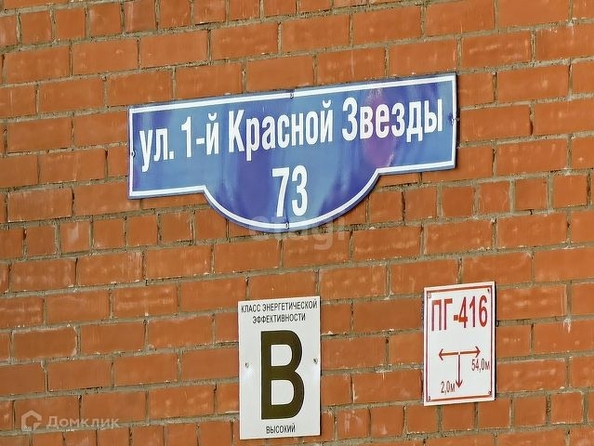 ул. 1-й Красной Звезды
73
КЛАСС ЭНЕРГЕТИЧЕСКОЙ
ЭФФЕКТИВНОСТИ
B
ВЫСОКИЙ
ПГ-416
54,0м
2,0м
Домклик